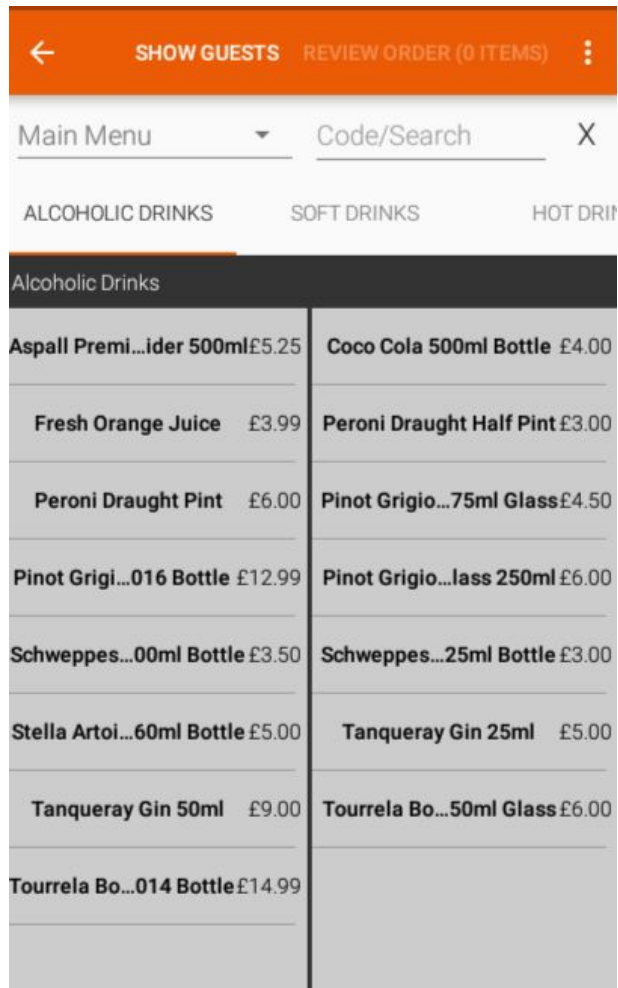 SHOW GUESTS REVIEW ORDER (0 ITEMS)
Main Menu Code/Search X
ALCOHOLIC DRINKS SOFT DRINKS HOT DRIN
Alcoholic Drinks
Aspall Premi...ider 500ml £5.25 Coco Cola 500ml Bottle £4.00
Fresh Orange Juice £3.99 Peroni Draught Half Pint £3.00
Peroni Draught Pint £6.00 Pinot Grigio...75ml Glass £4.50
Pinot Grigi...016 Bottle £12.99 Pinot Grigio...lass 250ml £6.00
Schweppes...00ml Bottle £3.50 Schweppes...25ml Bottle £3.00
Stella Artoi...60ml Bottle £5.00 Tanqueray Gin 25ml £5.00
Tanqueray Gin 50ml £9.00 Tourrela Bo...50ml Glass £6.00
Tourrela Bo...014 Bottle £14.99